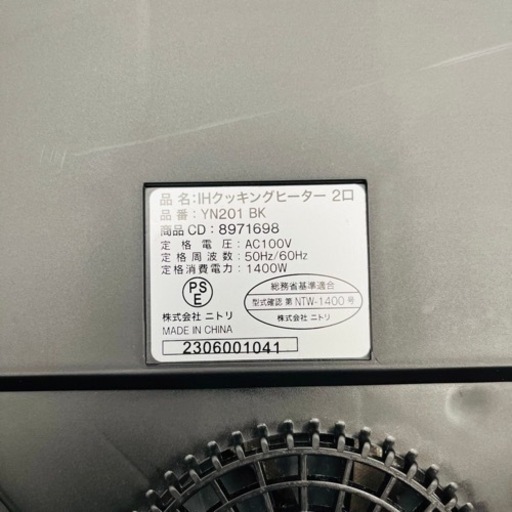 品 名:IHクッキングヒーター 2口
品 番: YN201 BK
商品CD: 8971698
定 格 電 圧: AC100V
定 格 周 波 数: 50Hz/60Hz
定格消費電力: 1400W
PS
E
総務省基準適合
型式確認 第 NTW-1400 号
株式会社 ニトリ
株式会社 ニトリ
MADE IN CHINA
2306001041